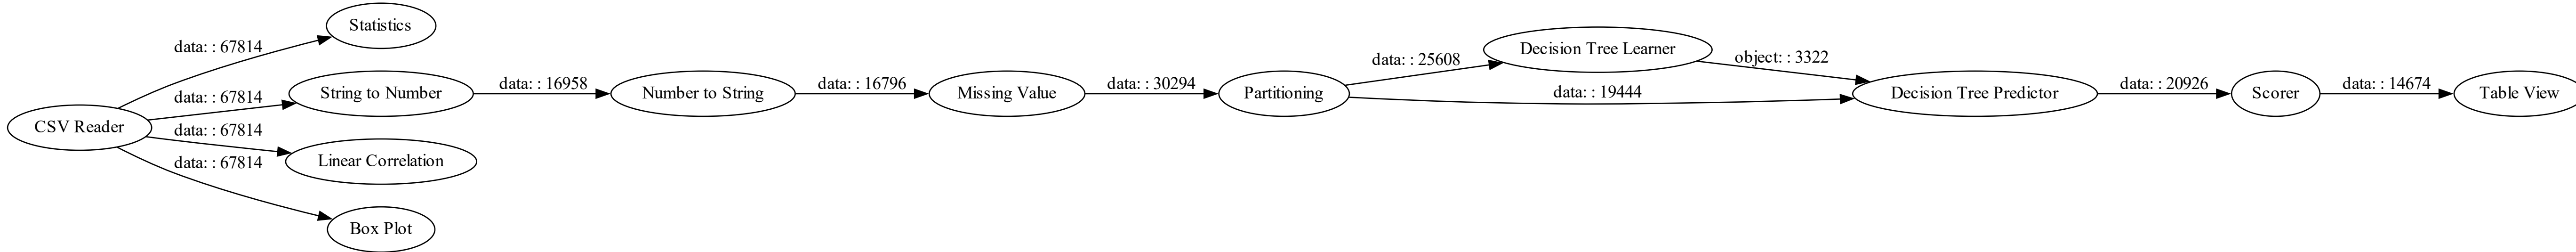 Statistics
data: : 67814
Decision Tree Learner
data: : 25608
object: : 3322
data: : 67814
String to Number
data: : 16958
Number to String
data: : 16796
Missing Value
data: : 30294
Partitioning
data: : 19444
Decision Tree Predictor
data: : 20926
Scorer
data: : 14674
Table View
CSV Reader
data: : 67814
Linear Correlation
data: : 67814
Box Plot